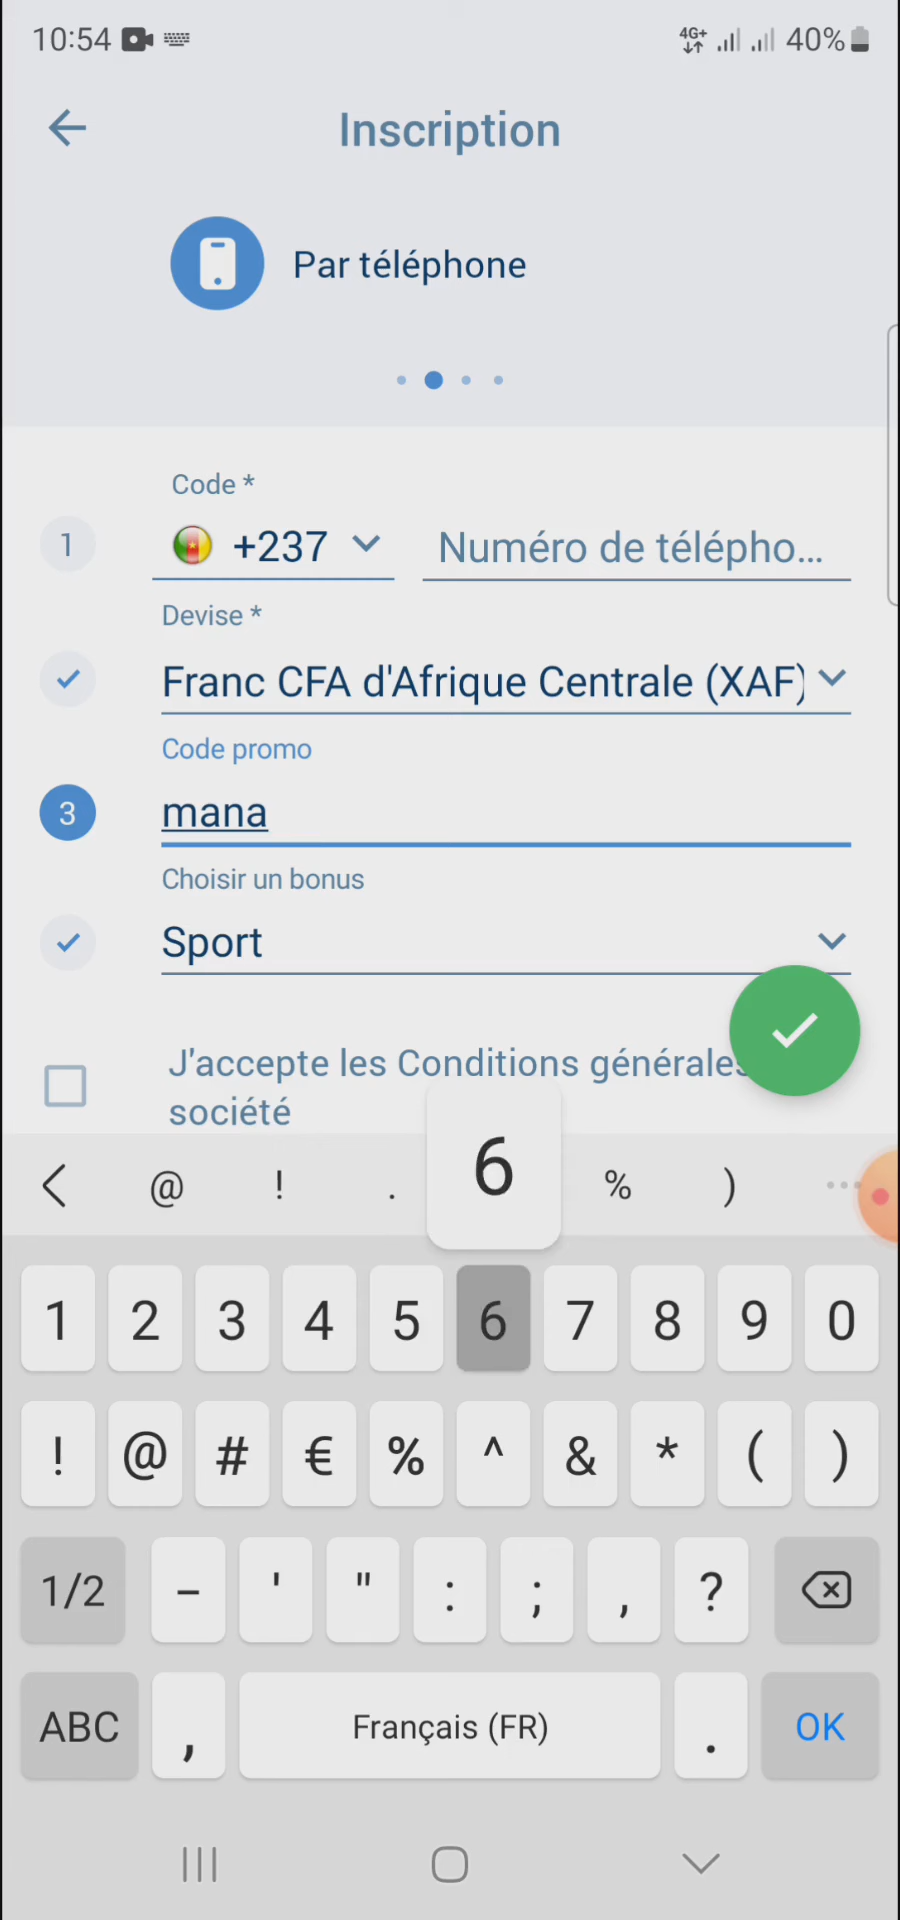 10:54 4G+ 40%
Inscription
Par téléphone
Code *
1 +237 Numéro de télépho...
Devise *
Franc CFA d'Afrique Centrale (XAF)
Code promo
3 mana
Choisir un bonus
Sport
J'accepte les Conditions générales
société
@ ! . 6 % )
1 2 3 4 5 6 7 8 9 0
! @ # € % ^ & * ( )
1/2 - ' " : ; , ?
ABC , Français (FR) . OK